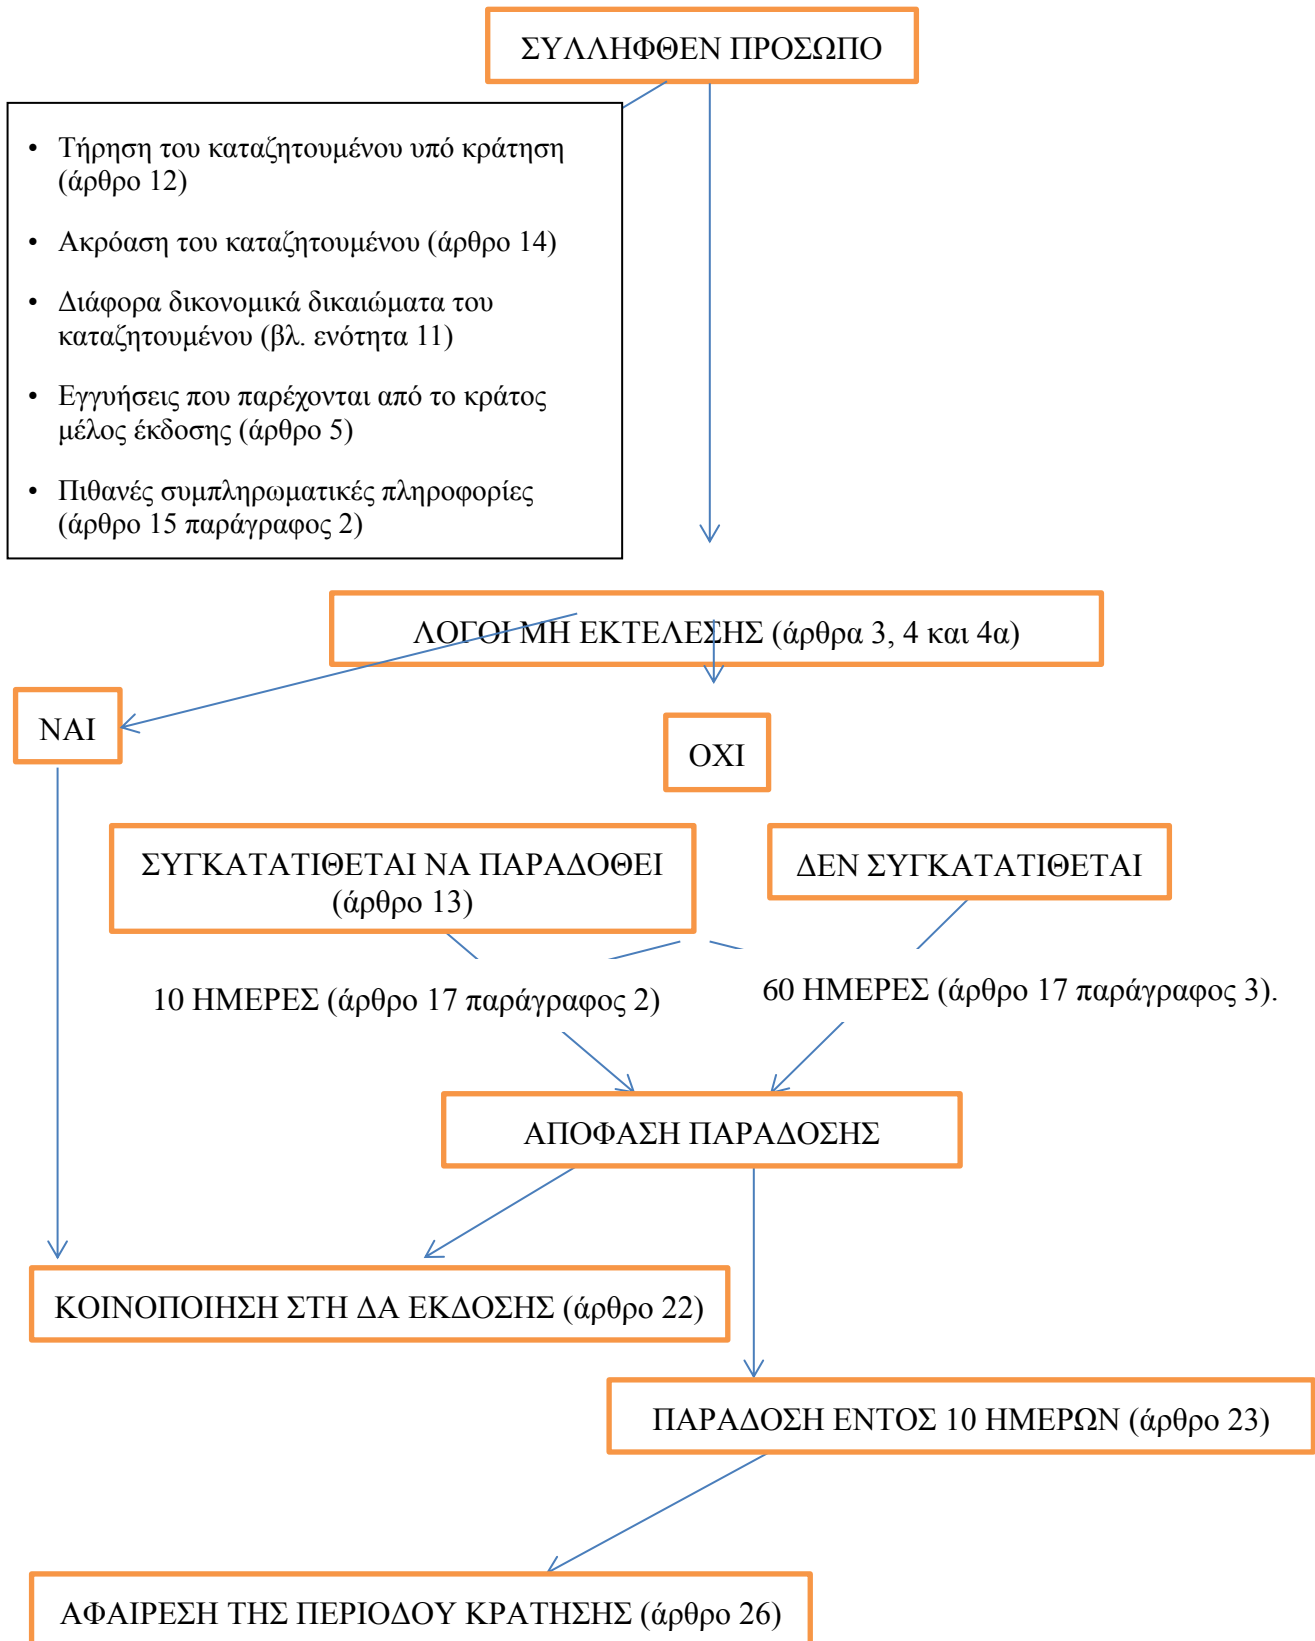 ΣΥΛΛΗΦΘΕΝ ΠΡΟΣΩΠΟ
• Τήρηση του καταζητουμένου υπό κράτηση
(άρθρο 12)
• Ακρόαση του καταζητουμένου (άρθρο 14)
• Διάφορα δικονομικά δικαιώματα του
καταζητουμένου (βλ. ενότητα 11)
• Εγγυήσεις που παρέχονται από το κράτος
μέλος έκδοσης (άρθρο 5)
• Πιθανές συμπληρωματικές πληροφορίες
(άρθρο 15 παράγραφος 2)
ΛΟΓΟΙ ΜΗ ΕΚΤΕΛΕΣΗΣ (άρθρα 3, 4 και 4α)
ΝΑΙ
ΟΧΙ
ΣΥΓΚΑΤΑΤΙΘΕΤΑΙ ΝΑ ΠΑΡΑΔΟΘΕΙ
(άρθρο 13)
ΔΕΝ ΣΥΓΚΑΤΑΤΙΘΕΤΑΙ
10 ΗΜΕΡΕΣ (άρθρο 17 παράγραφος 2)
60 ΗΜΕΡΕΣ (άρθρο 17 παράγραφος 3).
ΑΠΟΦΑΣΗ ΠΑΡΑΔΟΣΗΣ
ΚΟΙΝΟΠΟΙΗΣΗ ΣΤΗ ΔΑ ΕΚΔΟΣΗΣ (άρθρο 22)
ΠΑΡΑΔΟΣΗ ΕΝΤΟΣ 10 ΗΜΕΡΩΝ (άρθρο 23)
ΑΦΑΙΡΕΣΗ ΤΗΣ ΠΕΡΙΟΔΟΥ ΚΡΑΤΗΣΗΣ (άρθρο 26)